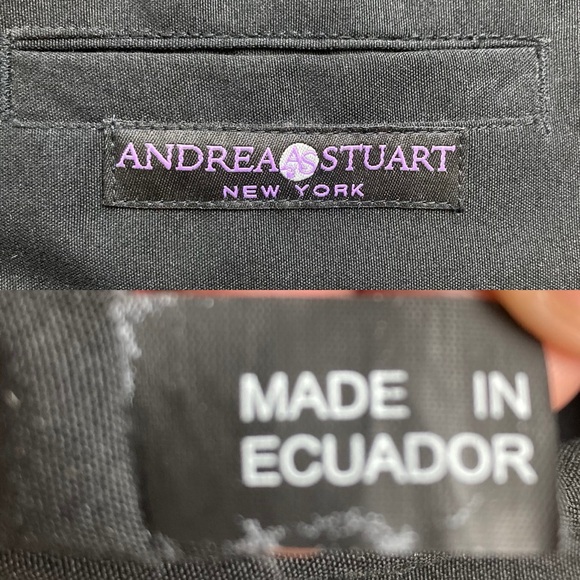 ANDREA AS STUART
NEW YORK
MADE IN
ECUADOR